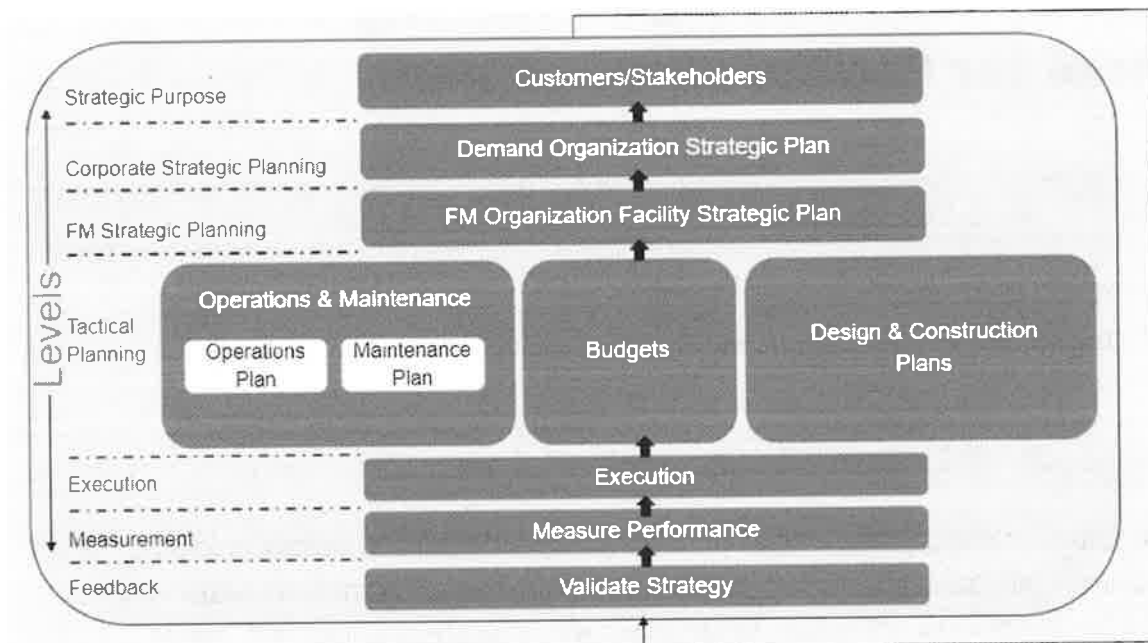 Customers/Stakeholders
Strategic Purpose
Demand Organization Strategic Plan
Corporate Strategic Planning
FM Organization Facility Strategic Plan
FM Strategic Planning
Levels
Tactical
Planning
Operations & Maintenance
Operations
Plan
Maintenance
Plan
Budgets
Design & Construction
Plans
Execution
Execution
Measure Performance
Measurement
Validate Strategy
Feedback